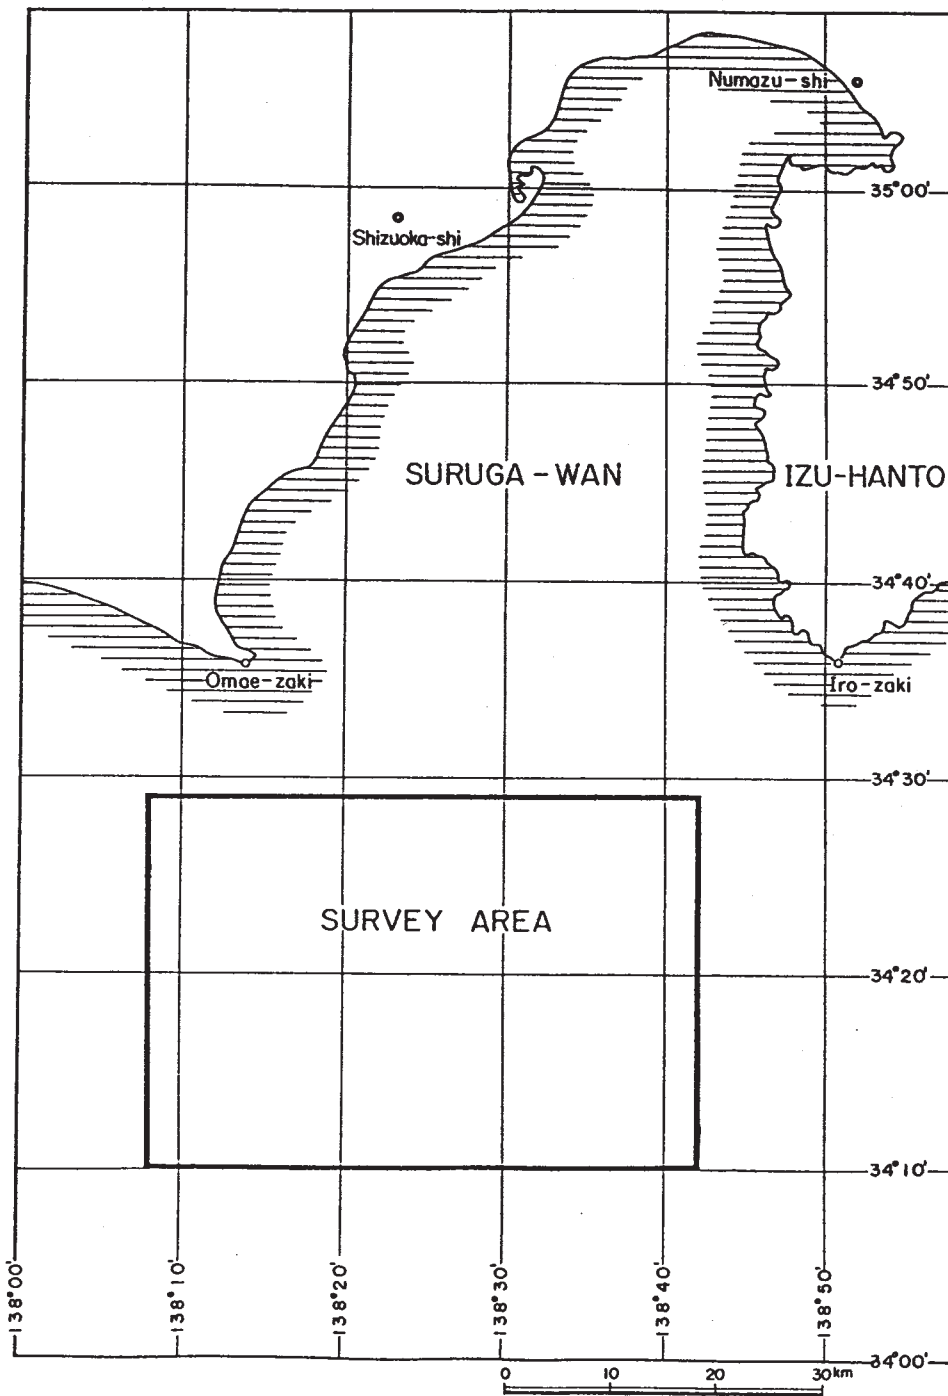 Numazu-shi
35°00'
Shizuoka-shi
34°50'
SURUGA-WAN
IZU-HANTO
34°40'
Omae-zaki
Iro-zaki
34°30'
SURVEY AREA
34°20'
34°10'
138°00'
138°10'
138°20'
138°30'
138°40'
138°50'
34°00'
0 10 20 30km